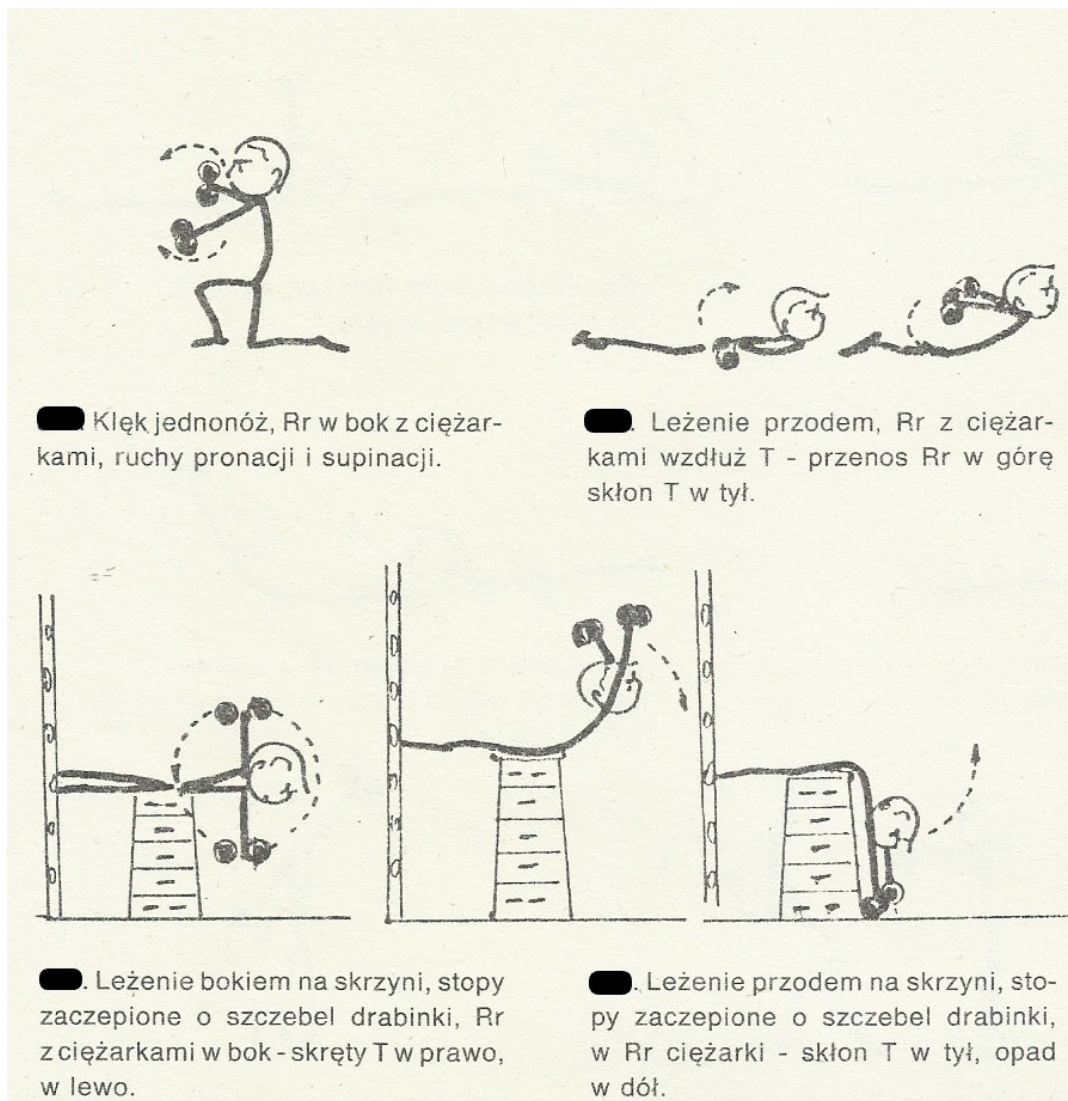 Klęk jednonóż, Rr w bok z ciężar-
kami, ruchy pronacji i supinacji.
. Leżenie przodem, Rr z ciężar-
kami wzdłuż T - przenos Rr w górę
skłon T w tył.
. Leżenie bokiem na skrzyni, stopy
zaczepione o szczebel drabinki, Rr
z ciężarkami w bok - skręty T w prawo,
w lewo.
. Leżenie przodem na skrzyni, sto-
py zaczepione o szczebel drabinki,
w Rr ciężarki - skłon T w tył, opad
w dół.